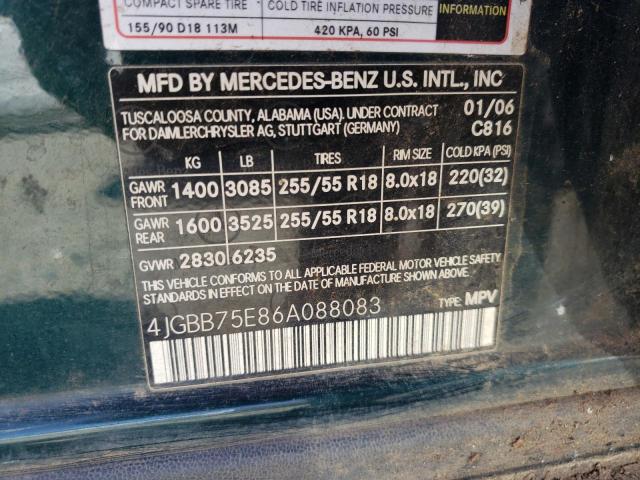 COMPACT SPARE TIRE COLD TIRE INFLATION PRESSURE
155/90 D18 113M 420 KPA, 60 PSI
INFORMATION
MFD BY MERCEDES-BENZ U.S. INTL., INC
TUSCALOOSA COUNTY, ALABAMA (USA). UNDER CONTRACT 01/06
FOR DAIMLERCHRYSLER AG, STUTTGART (GERMANY) C816
KG LB TIRES RIM SIZE COLD KPA (PSI)
GAWR FRONT 1400 3085 255/55 R18 8.0x18 220(32)
GAWR REAR 1600 3525 255/55 R18 8.0x18 270(39)
GVWR 2830 6235
THIS VEHICLE CONFORMS TO ALL APPLICABLE FEDERAL MOTOR VEHICLE SAFETY
STANDARDS IN EFFECT ON THE DATE OF MANUFACTURE SHOWN ABOVE.
4JGBB75E86A088083 TYPE: MPV